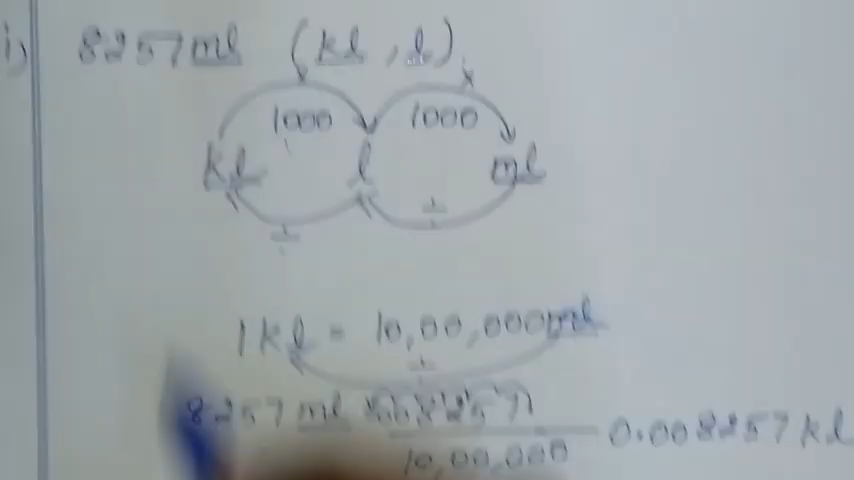 i) 8257 ml (kl , l)
× ×
1000 1000
kl l ml
÷ ÷
1 kl = 10,00,000 ml
÷
8257 ml 008257
10,00,000
0.008257 kl